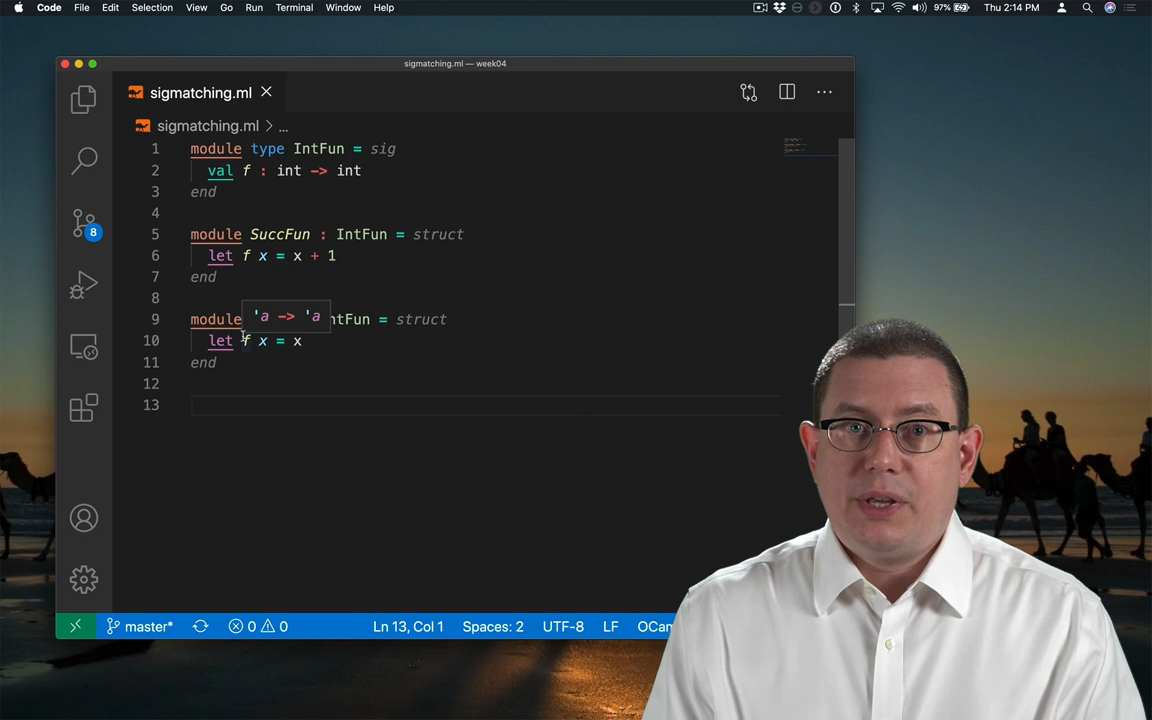 Code File Edit Selection View Go Run Terminal Window Help 97% Thu 2:14 PM
sigmatching.ml — week04
sigmatching.ml
sigmatching.ml > ...
1 module type IntFun = sig
2 val f : int -> int
3 end
4
5 module SuccFun : IntFun = struct
6 let f x = x + 1
7 end
8
'a -> 'a
9 module ntFun = struct
10 let f x = x
11 end
12
13
8
master* 0 0 Ln 13, Col 1 Spaces: 2 UTF-8 LF OCam